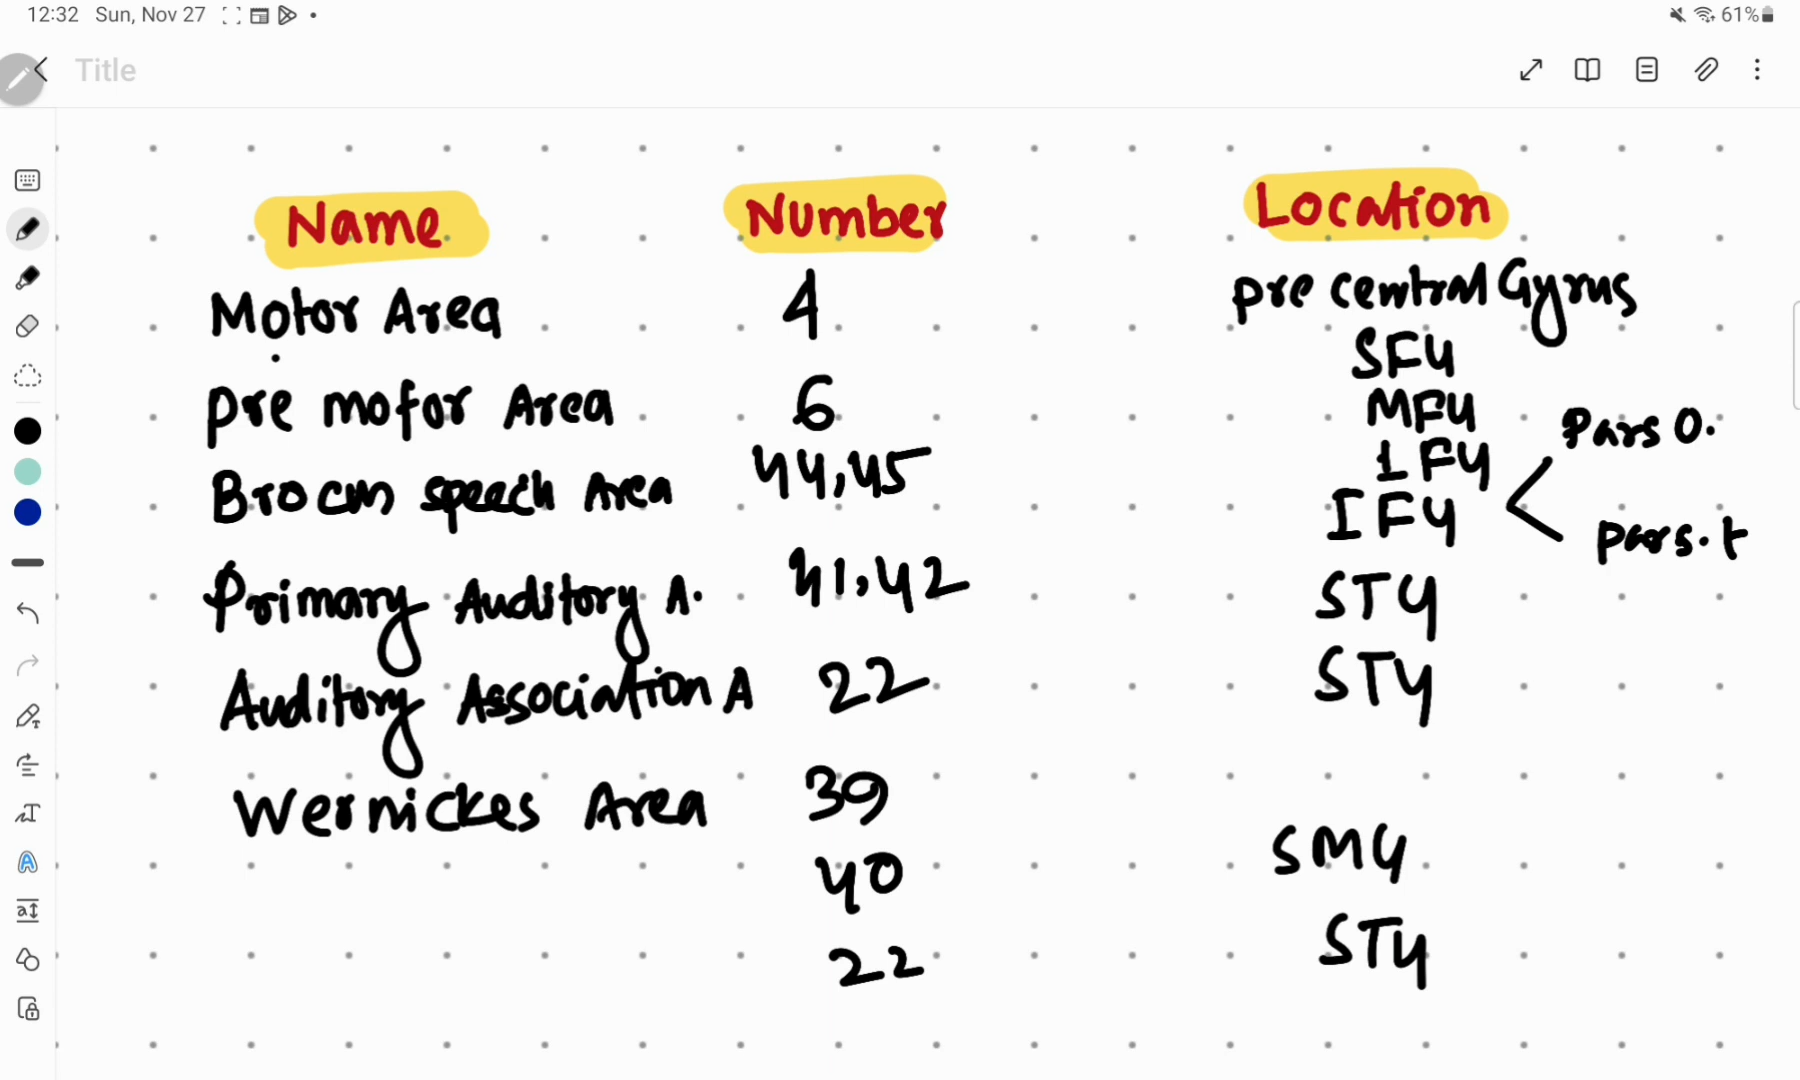 12:32 Sun, Nov 27 61%
Title
Name Number Location
Motor Area 4 pre central Gyrus
SFG
pre motor Area 6 MFG
IFG Pars O.
Brocas speech Area 44,45 IFG
Pars. t
Primary Auditory A. 41,42 STG
Auditory Association A 22 STG
Wernickes Area 39
40 SMG
22 STG